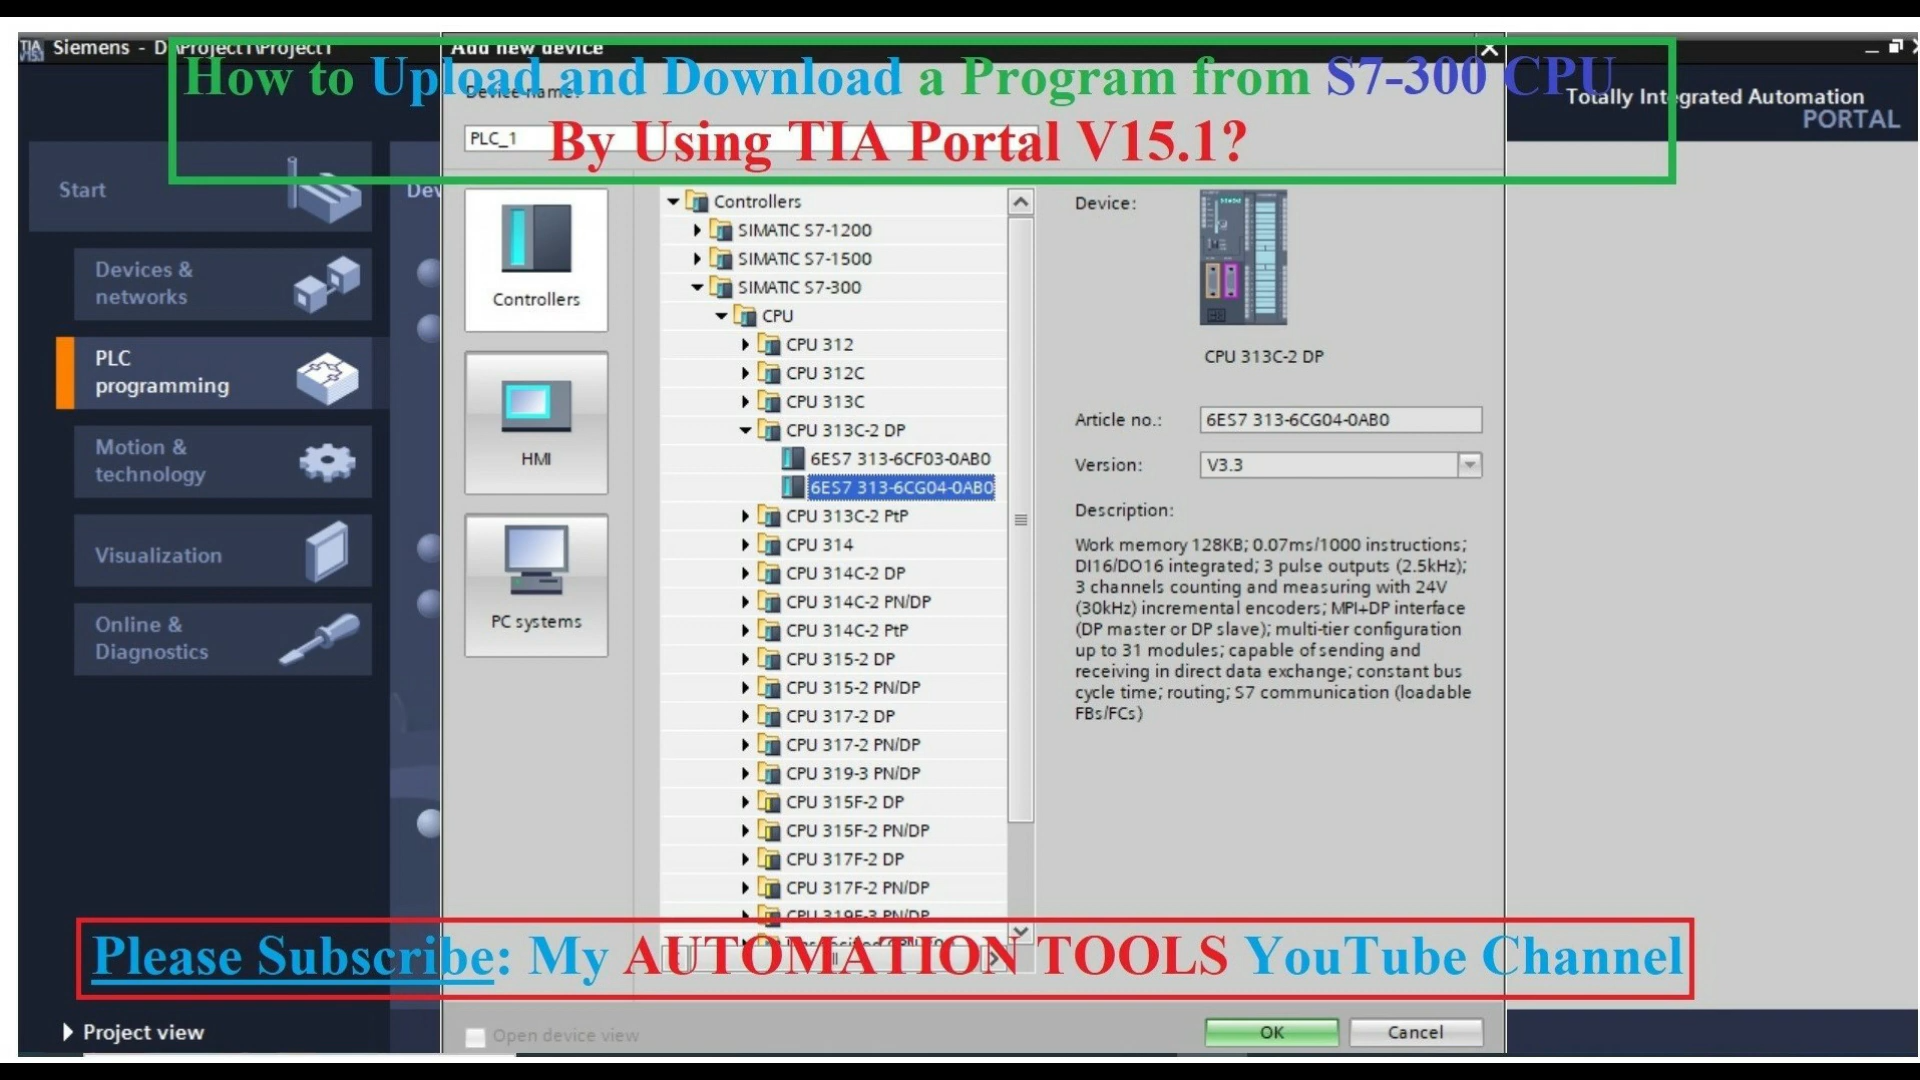 TIA
V15.1
Siemens - D:\Project1\Project1
Add new device
How to Upload and Download a Program from S7-300 CPU
Device name:
Totally Integrated Automation
PORTAL
PLC_1
By Using TIA Portal V15.1?
Start
Dev
Devices &
networks
PLC
programming
Motion &
technology
Visualization
Online &
Diagnostics
Controllers
HMI
PC systems
Controllers
SIMATIC S7-1200
SIMATIC S7-1500
SIMATIC S7-300
CPU
CPU 312
CPU 312C
CPU 313C
CPU 313C-2 DP
6ES7 313-6CF03-0AB0
6ES7 313-6CG04-0AB0
CPU 313C-2 PtP
CPU 314
CPU 314C-2 DP
CPU 314C-2 PN/DP
CPU 314C-2 PtP
CPU 315-2 DP
CPU 315-2 PN/DP
CPU 317-2 DP
CPU 317-2 PN/DP
CPU 319-3 PN/DP
CPU 315F-2 DP
CPU 315F-2 PN/DP
CPU 317F-2 DP
CPU 317F-2 PN/DP
CPU 319F-3 PN/DP
Device:
CPU 313C-2 DP
Article no.: 6ES7 313-6CG04-0AB0
Version: V3.3
Description:
Work memory 128KB; 0.07ms/1000 instructions;
DI16/DO16 integrated; 3 pulse outputs (2.5kHz);
3 channels counting and measuring with 24V
(30kHz) incremental encoders; MPI+DP interface
(DP master or DP slave); multi-tier configuration
up to 31 modules; capable of sending and
receiving in direct data exchange; constant bus
cycle time; routing; S7 communication (loadable
FBs/FCs)
Please Subscribe: My AUTOMATION TOOLS YouTube Channel
Project view
Open device view
OK
Cancel